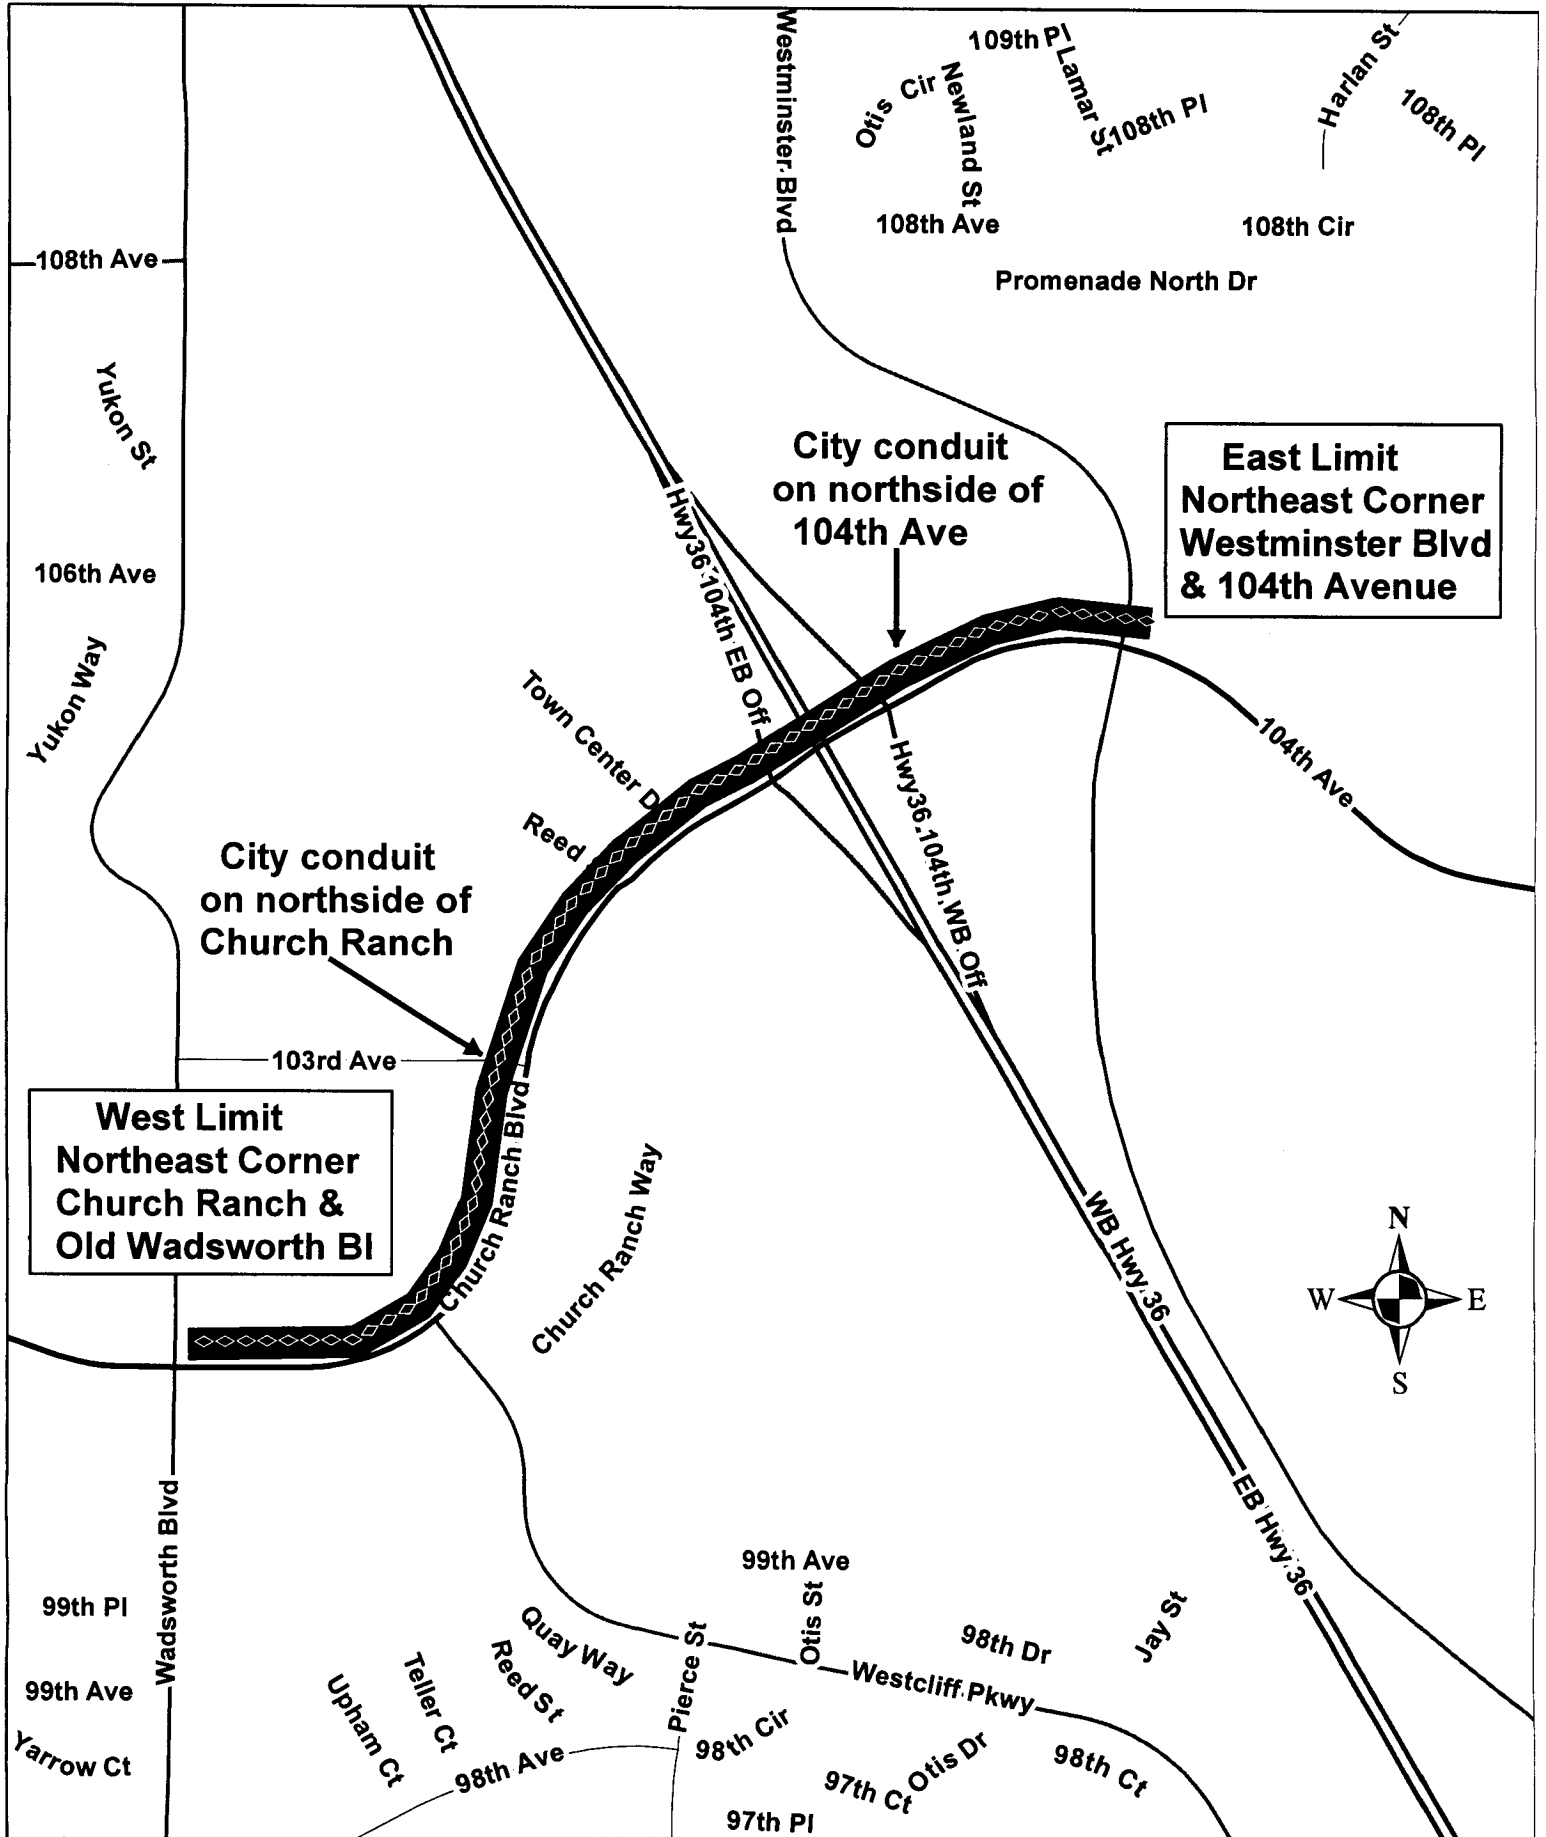 109th Pl
Westminster Blvd
Otis Cir
Newland St
Lamar St
108th Pl
Harlan St
108th Pl
108th Ave
108th Cir
Promenade North Dr
108th Ave
Yukon St
City conduit
on northside of
104th Ave
East Limit
Northeast Corner
Westminster Blvd
& 104th Avenue
106th Ave
Hwy36 104th EB Off
Yukon Way
Town Center D
Reed
104th Ave
Hwy36 104th WB Off
City conduit
on northside of
Church Ranch
103rd Ave
West Limit
Northeast Corner
Church Ranch &
Old Wadsworth Bl
Church Ranch Blvd
Church Ranch Way
WB Hwy 36
N
W
E
S
EB Hwy 36
Wadsworth Blvd
99th Ave
99th Pl
Otis St
Quay Way
Pierce St
98th Dr
Jay St
Reed St
Teller Ct
Upham Ct
99th Ave
Westcliff Pkwy
Yarrow Ct
98th Ave
98th Cir
Otis Dr
98th Ct
97th Ct
97th Pl